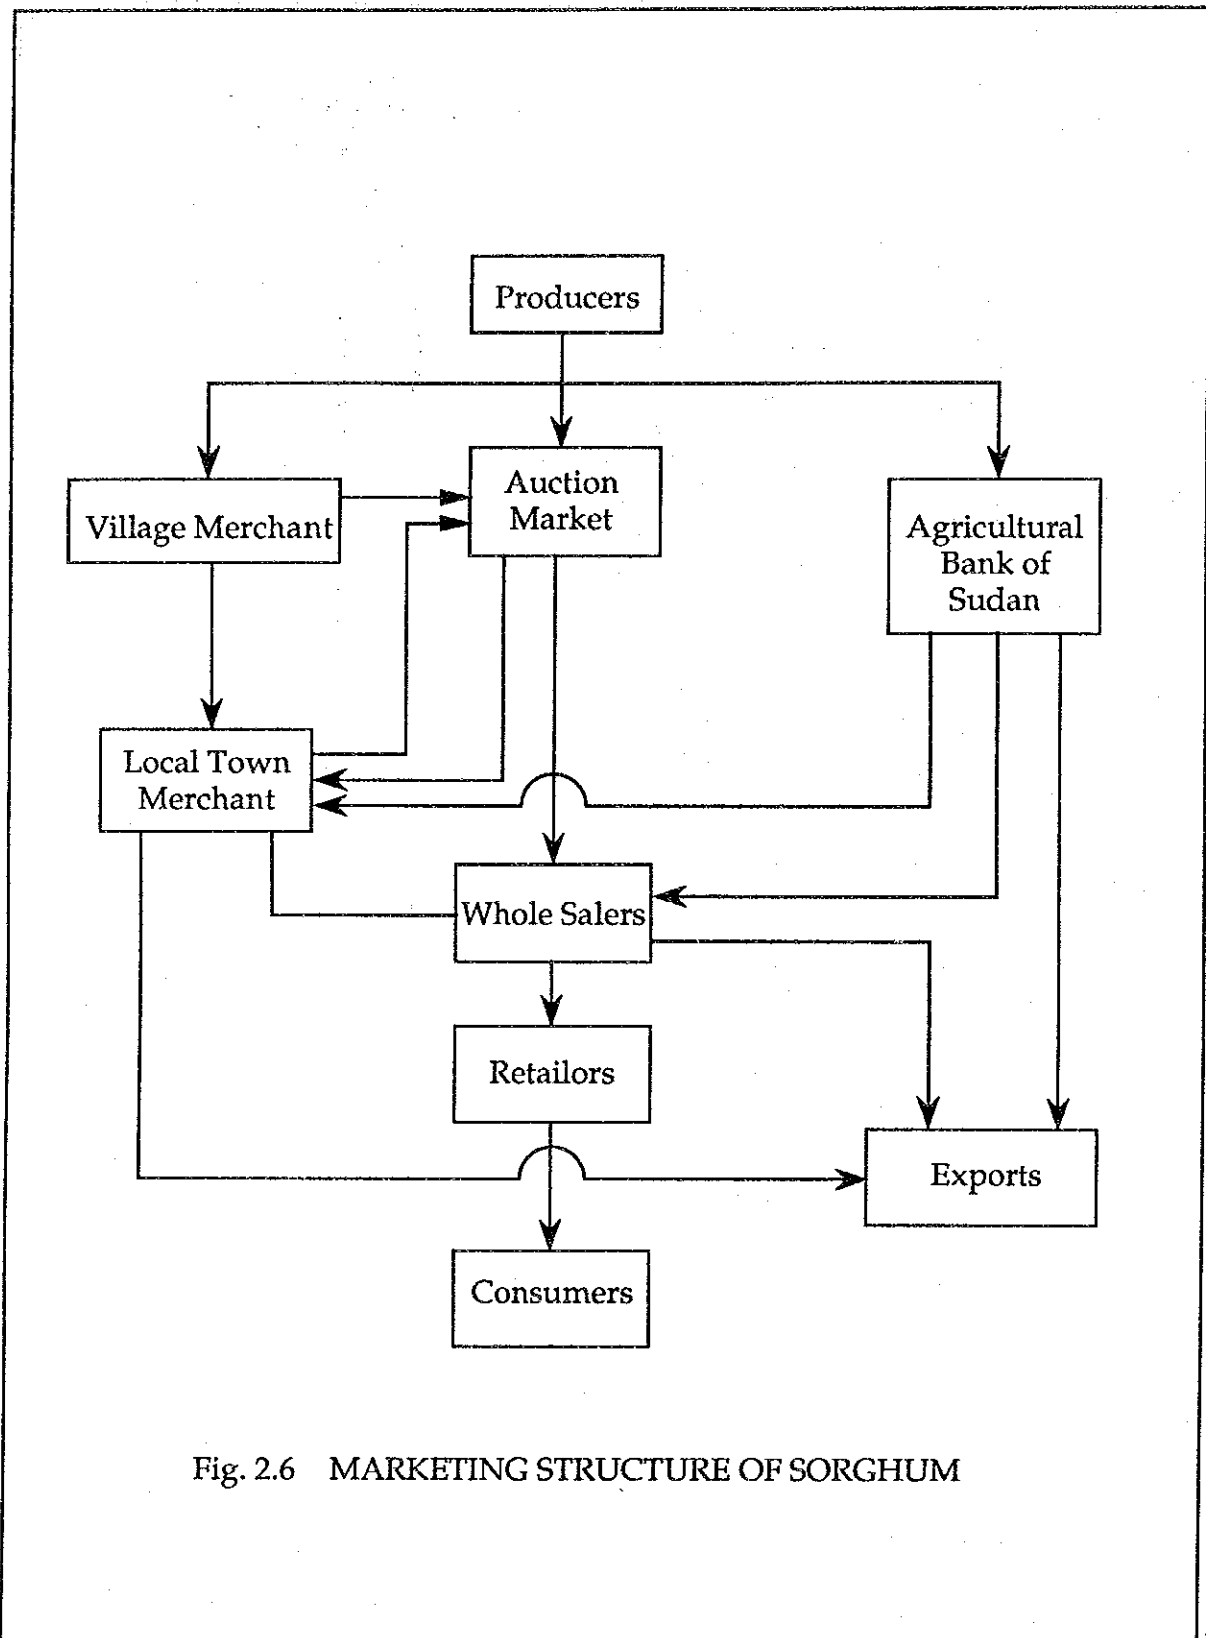 Producers
Auction
Market
Village Merchant
Agricultural
Bank of
Sudan
Local Town
Merchant
Whole Salers
Retailors
Exports
Consumers
Fig. 2.6 MARKETING STRUCTURE OF SORGHUM